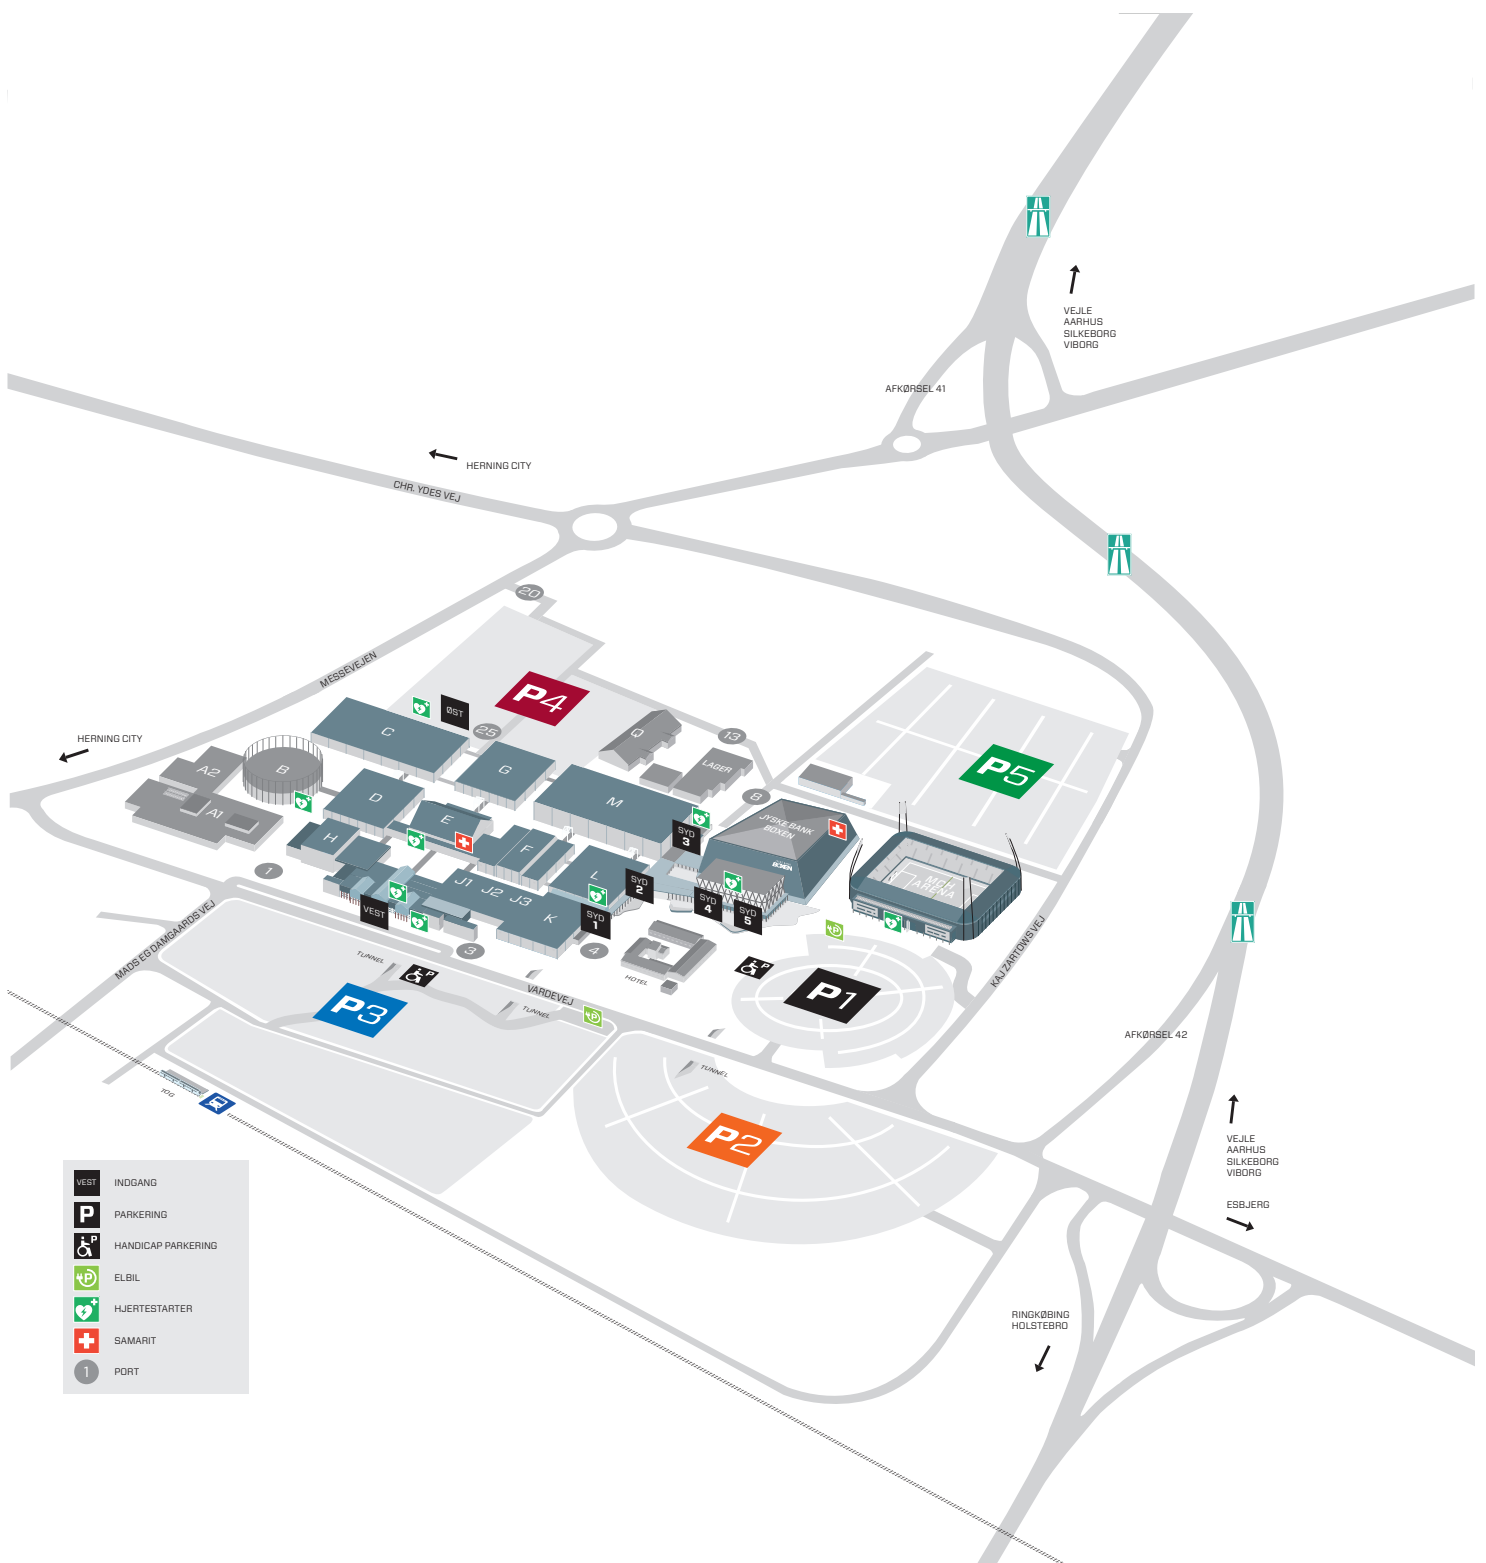 VEJLE
AARHUS
SILKEBORG
VIBORG
AFKØRSEL 41
HERNING CITY
CHR. YDES VEJ
20
MESSEVEJEN
P4
ØST
25
C
Q
13
HERNING CITY
G
LAGER
P5
A2
B
D
M
8
A1
E
SYD
3
JYSKE BANK
BOXEN
BOXEN
H
F
1
J1
J2
J3
L
SYD
2
MCH
ARENA
VEST
K
SYD
1
SYD
4
SYD
5
MADS EG DAMGAARDS VEJ
3
4
KAJ ZARTOWS VEJ
TUNNEL
P
HOTEL
P
P1
VARDEVEJ
P3
TUNNEL
P
P
AFKØRSEL 42
TUNNEL
TOG
P2
VEJLE
AARHUS
SILKEBORG
VIBORG
ESBJERG
VEST INDGANG
P PARKERING
P HANDICAP PARKERING
P ELBIL
HJERTESTARTER
SAMARIT
1 PORT
RINGKØBING
HOLSTEBRO